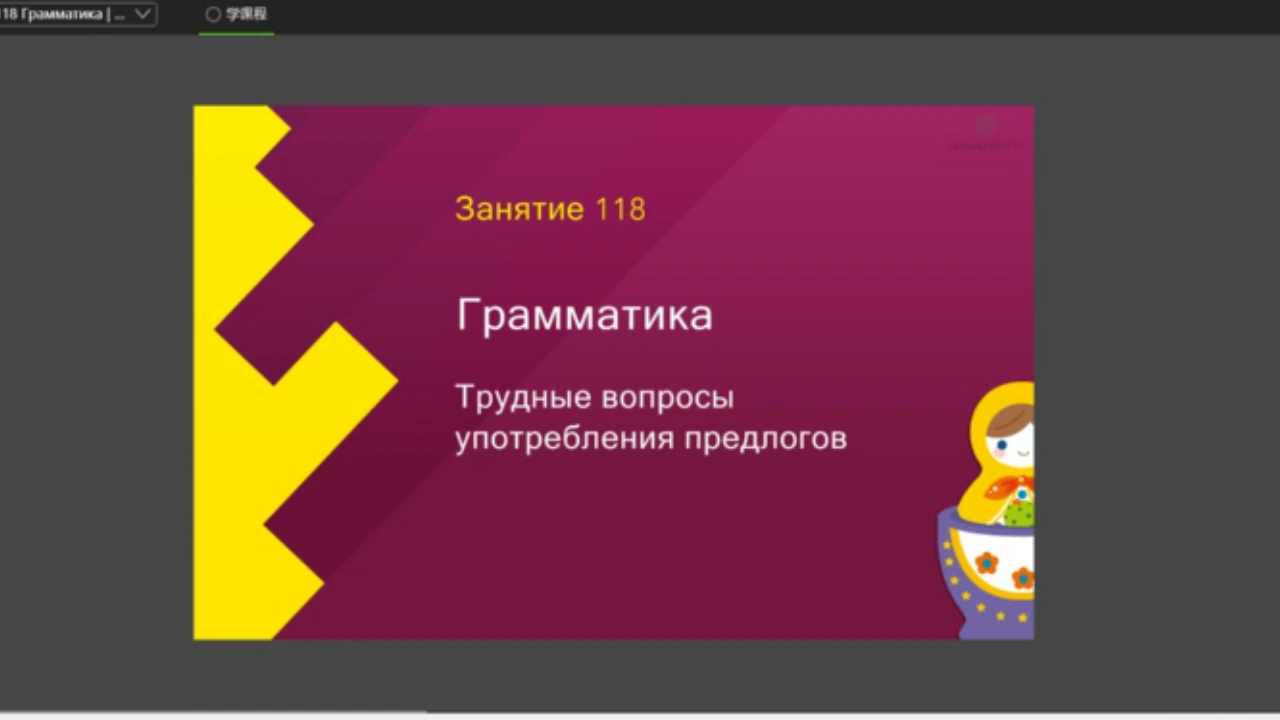 118 Грамматика | ...
学课程
Занятие 118
Грамматика
Трудные вопросы
употребления предлогов